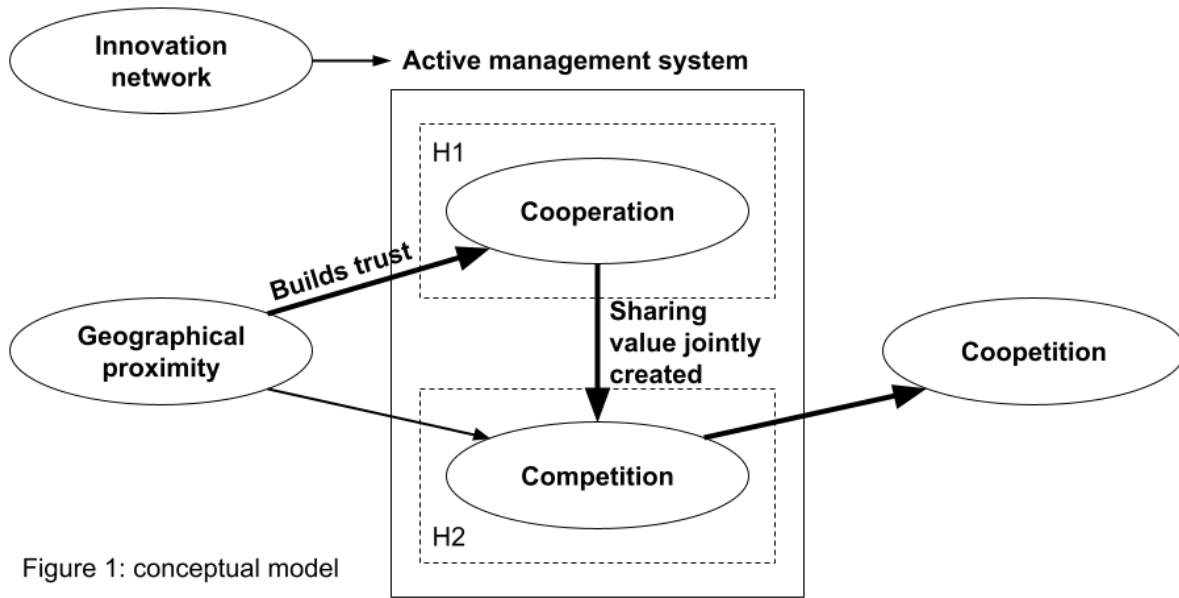 Innovation
network
Active management system
H1
Cooperation
Builds trust
Geographical
proximity
Sharing
value jointly
created
Coopetition
Competition
H2
Figure 1: conceptual model